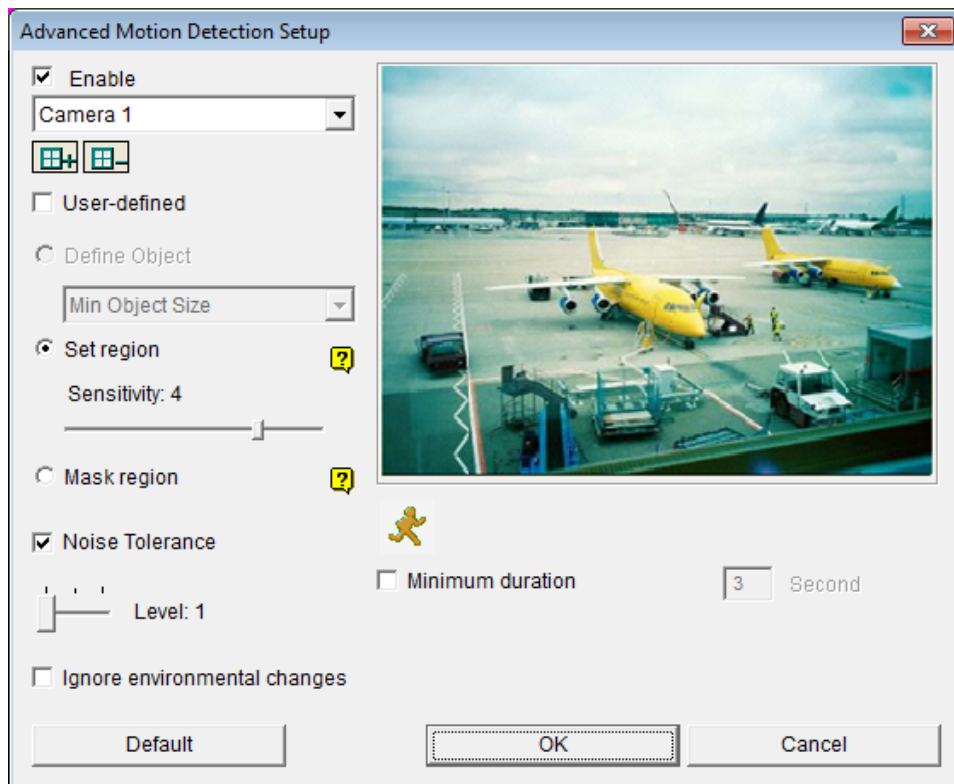 Advanced Motion Detection Setup
Enable
Camera 1
User-defined
Define Object
Min Object Size
Set region
?
Sensitivity: 4
Mask region
?
Noise Tolerance
Level: 1
Ignore environmental changes
Minimum duration
3 Second
Default
OK
Cancel